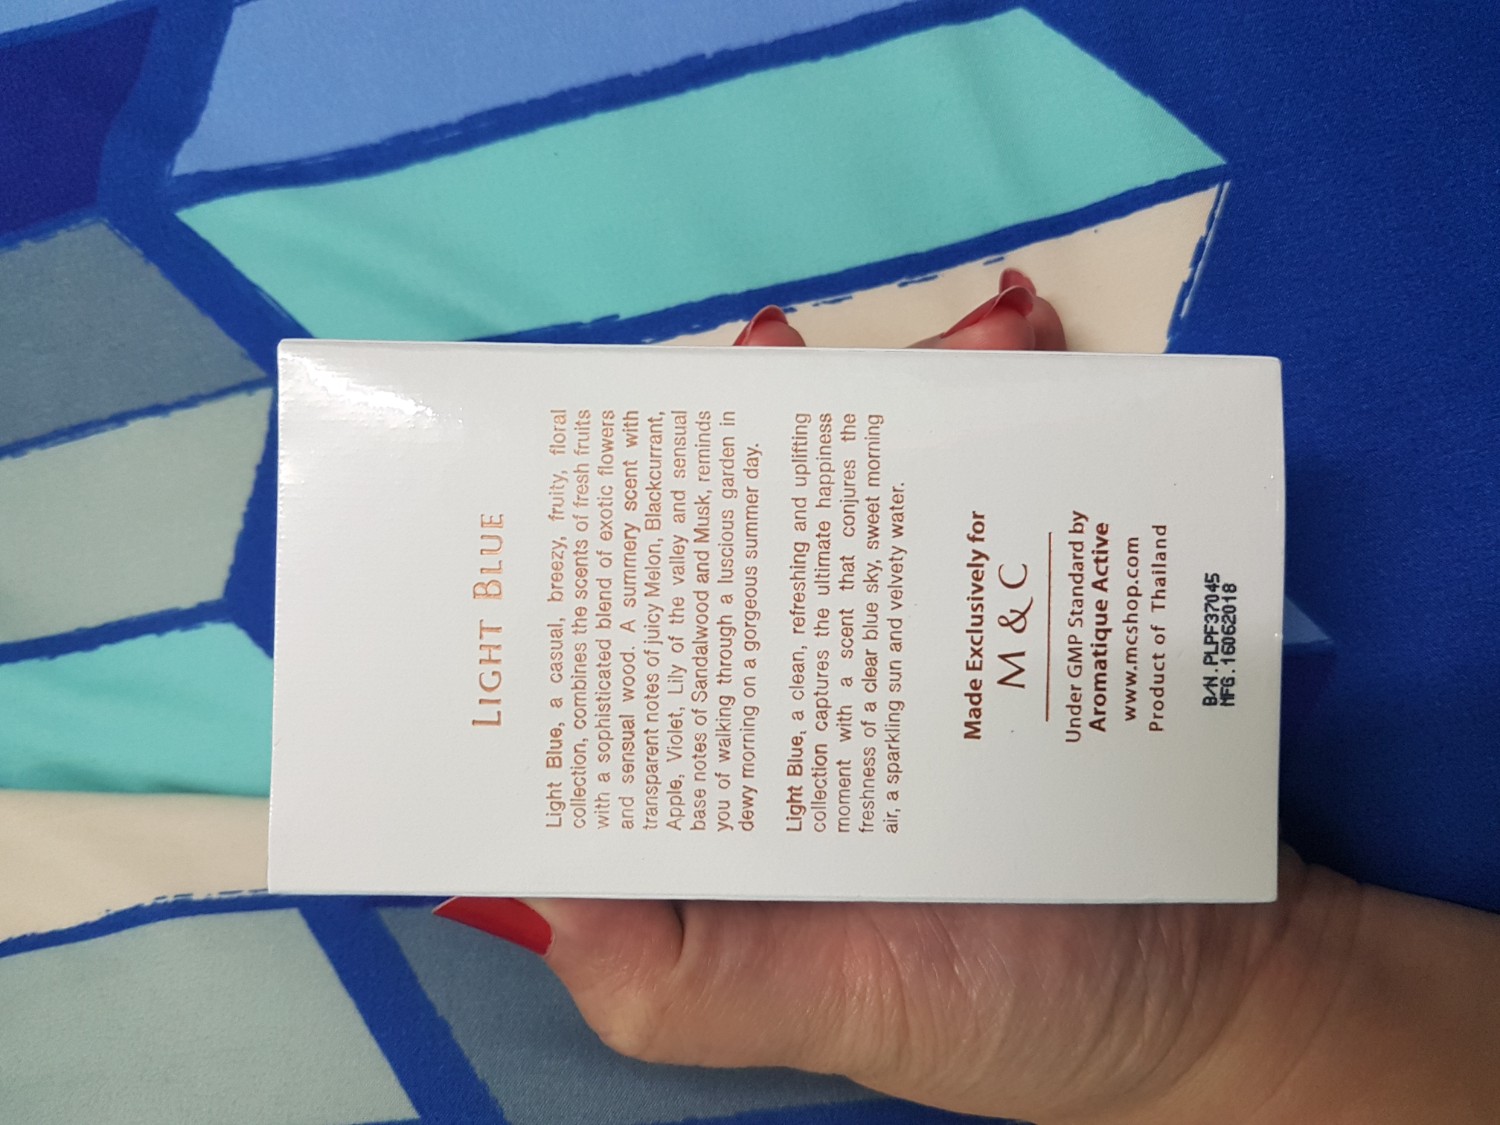 LIGHT BLUE
Light Blue, a casual, breezy, fruity, floral
collection, combines the scents of fresh fruits
with a sophisticated blend of exotic flowers
and sensual wood. A summery scent with
transparent notes of juicy Melon, Blackcurrant,
Apple, Violet, Lily of the valley and sensual
base notes of Sandalwood and Musk, reminds
you of walking through a luscious garden in
dewy morning on a gorgeous summer day.
Light Blue, a clean, refreshing and uplifting
collection captures the ultimate happiness
moment with a scent that conjures the
freshness of a clear blue sky, sweet morning
air, a sparkling sun and velvety water.
Made Exclusively for
M & C
Under GMP Standard by
Aromatique Active
www.mcshop.com
Product of Thailand
B/N.PLPF37045
MFG.16062018